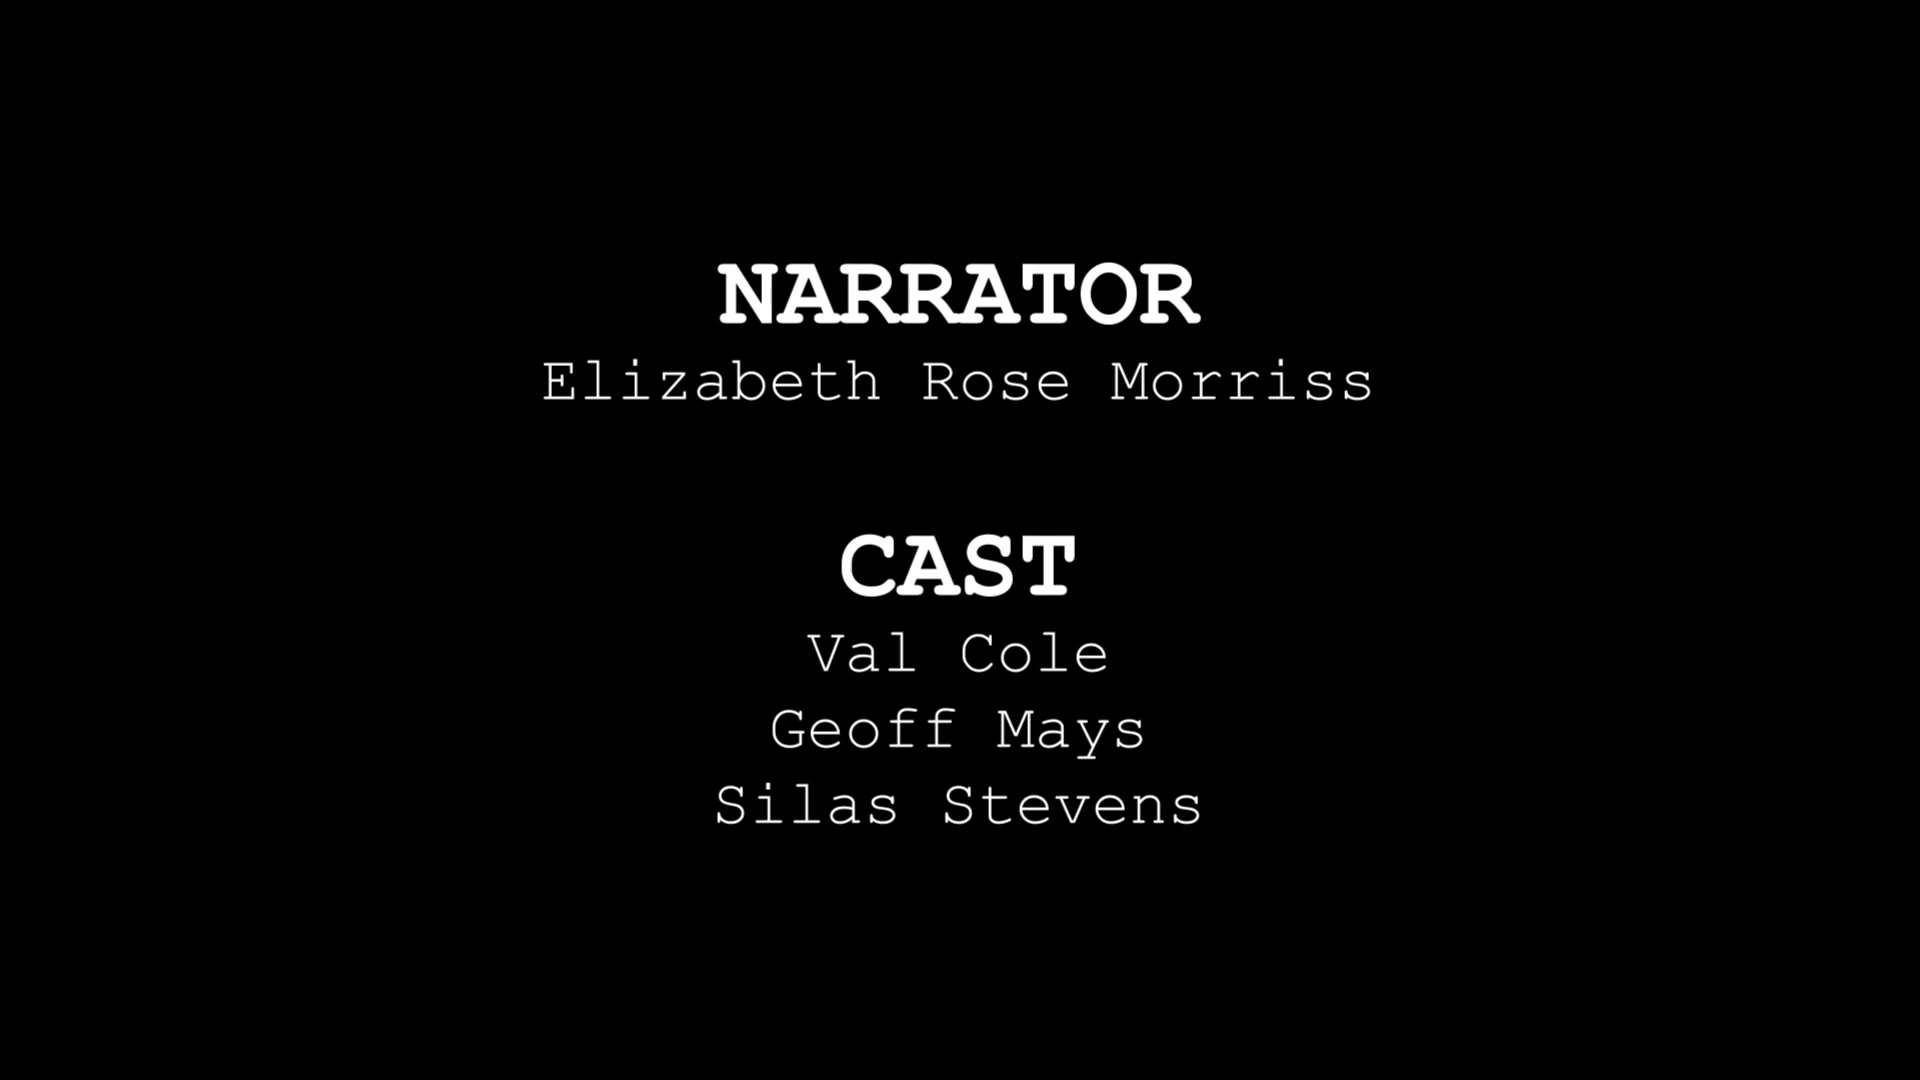 NARRATOR
Elizabeth Rose Morriss
CAST
Val Cole
Geoff Mays
Silas Stevens